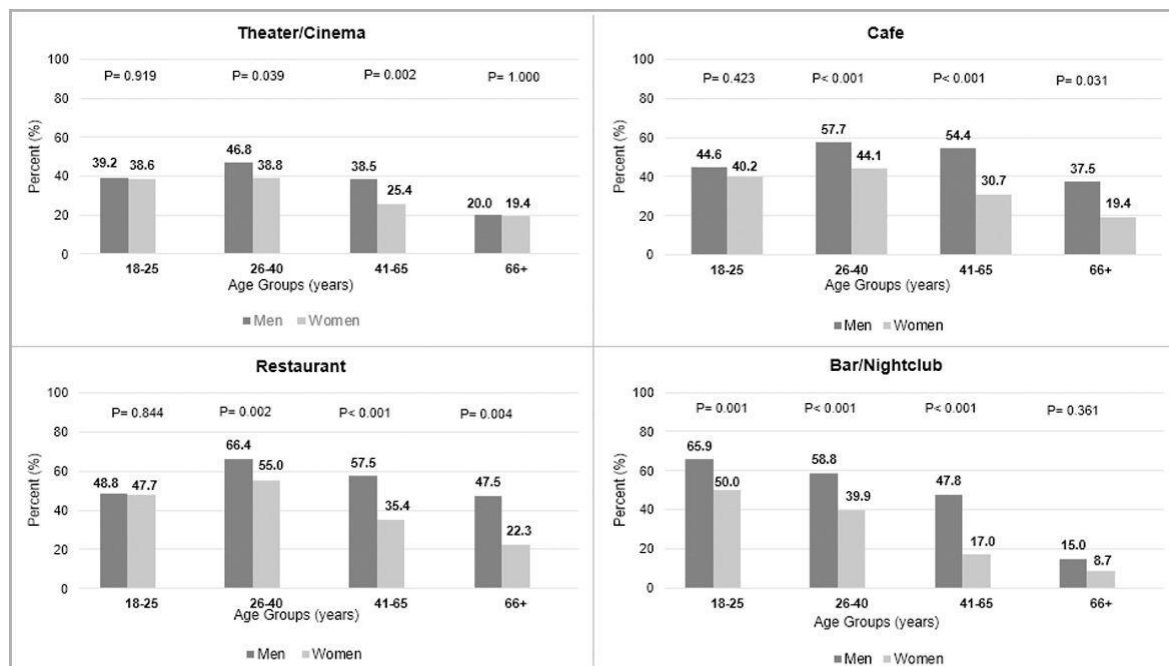 Theater/Cinema
100
P= 0.919 P= 0.039 P= 0.002 P= 1.000
80
60
40
20
0
Percent (%)
39.2 38.6 46.8 38.8 38.5 25.4 20.0 19.4
18-25 26-40 41-65 66+
Age Groups (years)
Men Women
Cafe
100
P= 0.423 P< 0.001 P< 0.001 P= 0.031
80
60
40
20
0
Percent (%)
44.6 40.2 57.7 44.1 54.4 30.7 37.5 19.4
18-25 26-40 41-65 66+
Age Groups (years)
Men Women
Restaurant
100
P= 0.844 P= 0.002 P< 0.001 P= 0.004
80
60
40
20
0
Percent (%)
48.8 47.7 66.4 55.0 57.5 35.4 47.5 22.3
18-25 26-40 41-65 66+
Age Groups (years)
Men Women
Bar/Nightclub
100
P= 0.001 P< 0.001 P< 0.001 P= 0.361
80
60
40
20
0
Percent (%)
65.9 50.0 58.8 39.9 47.8 17.0 15.0 8.7
18-25 26-40 41-65 66+
Age Groups (years)
Men Women